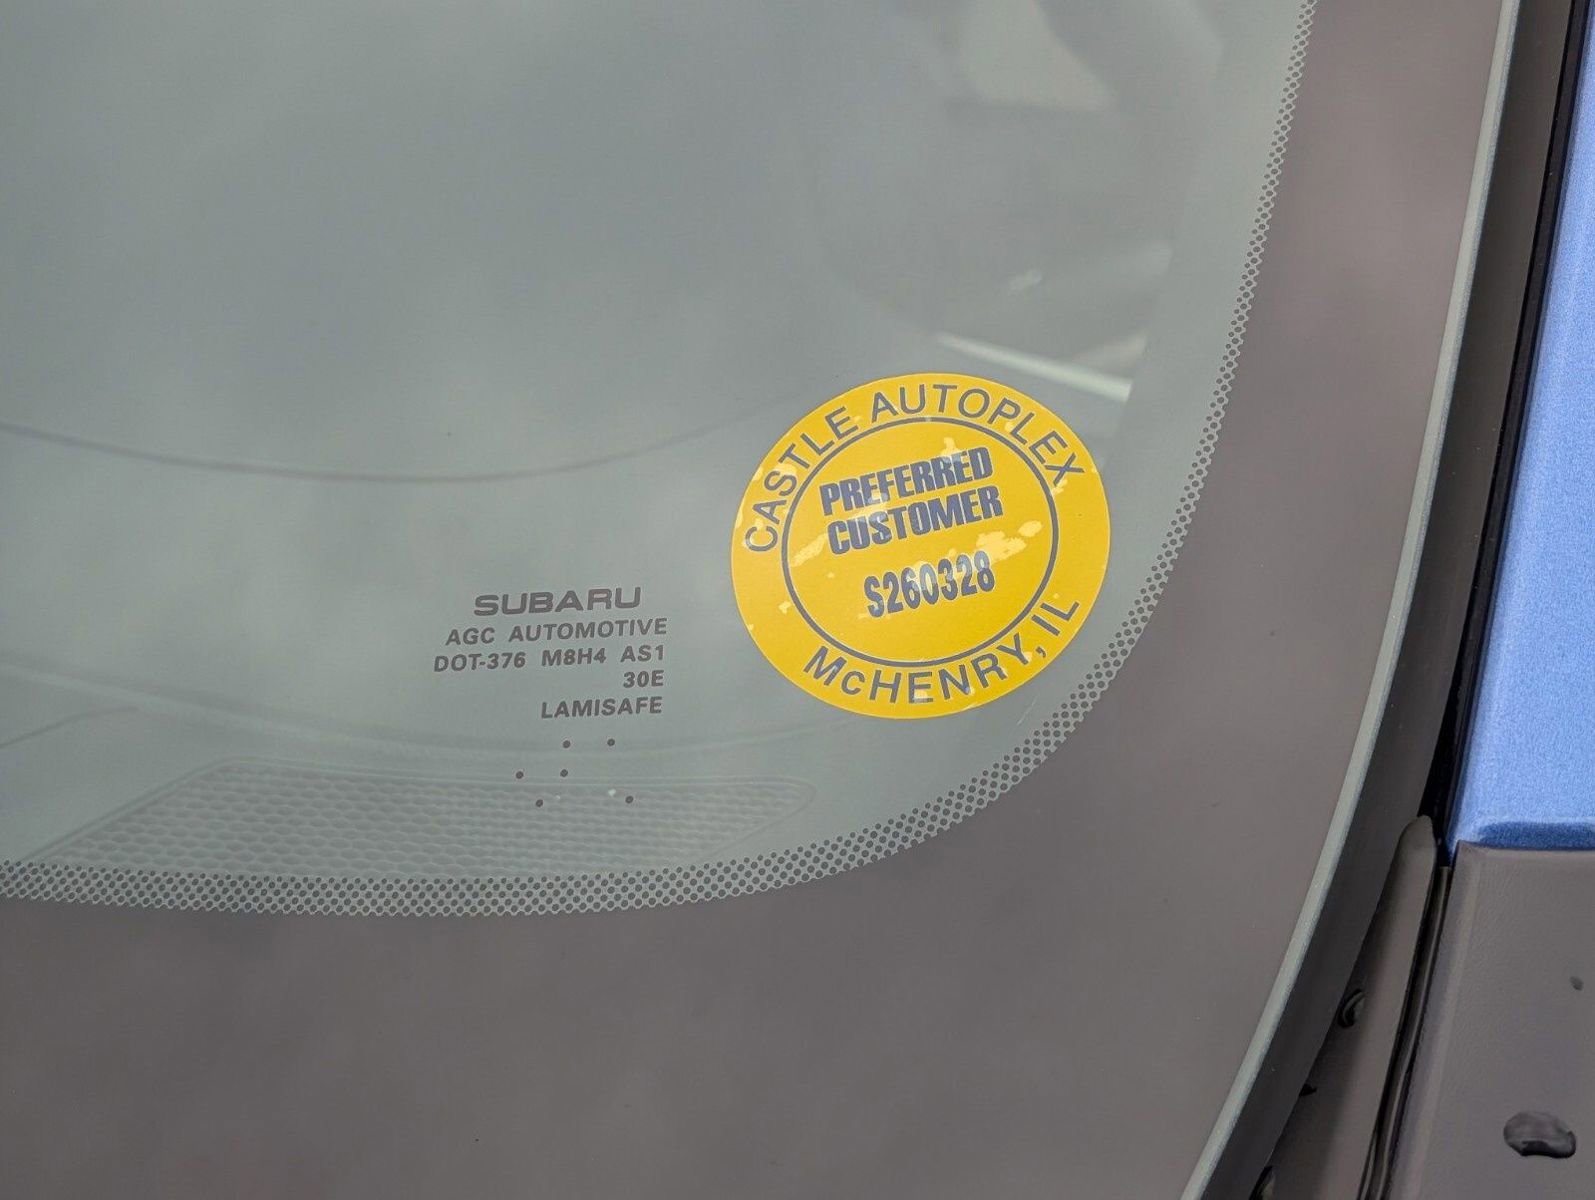 CASTLE AUTOPLEX
PREFERRED
CUSTOMER
S260328
McHENRY, IL
SUBARU
AGC AUTOMOTIVE
DOT-376 M8H4 AS1
30E
LAMISAFE